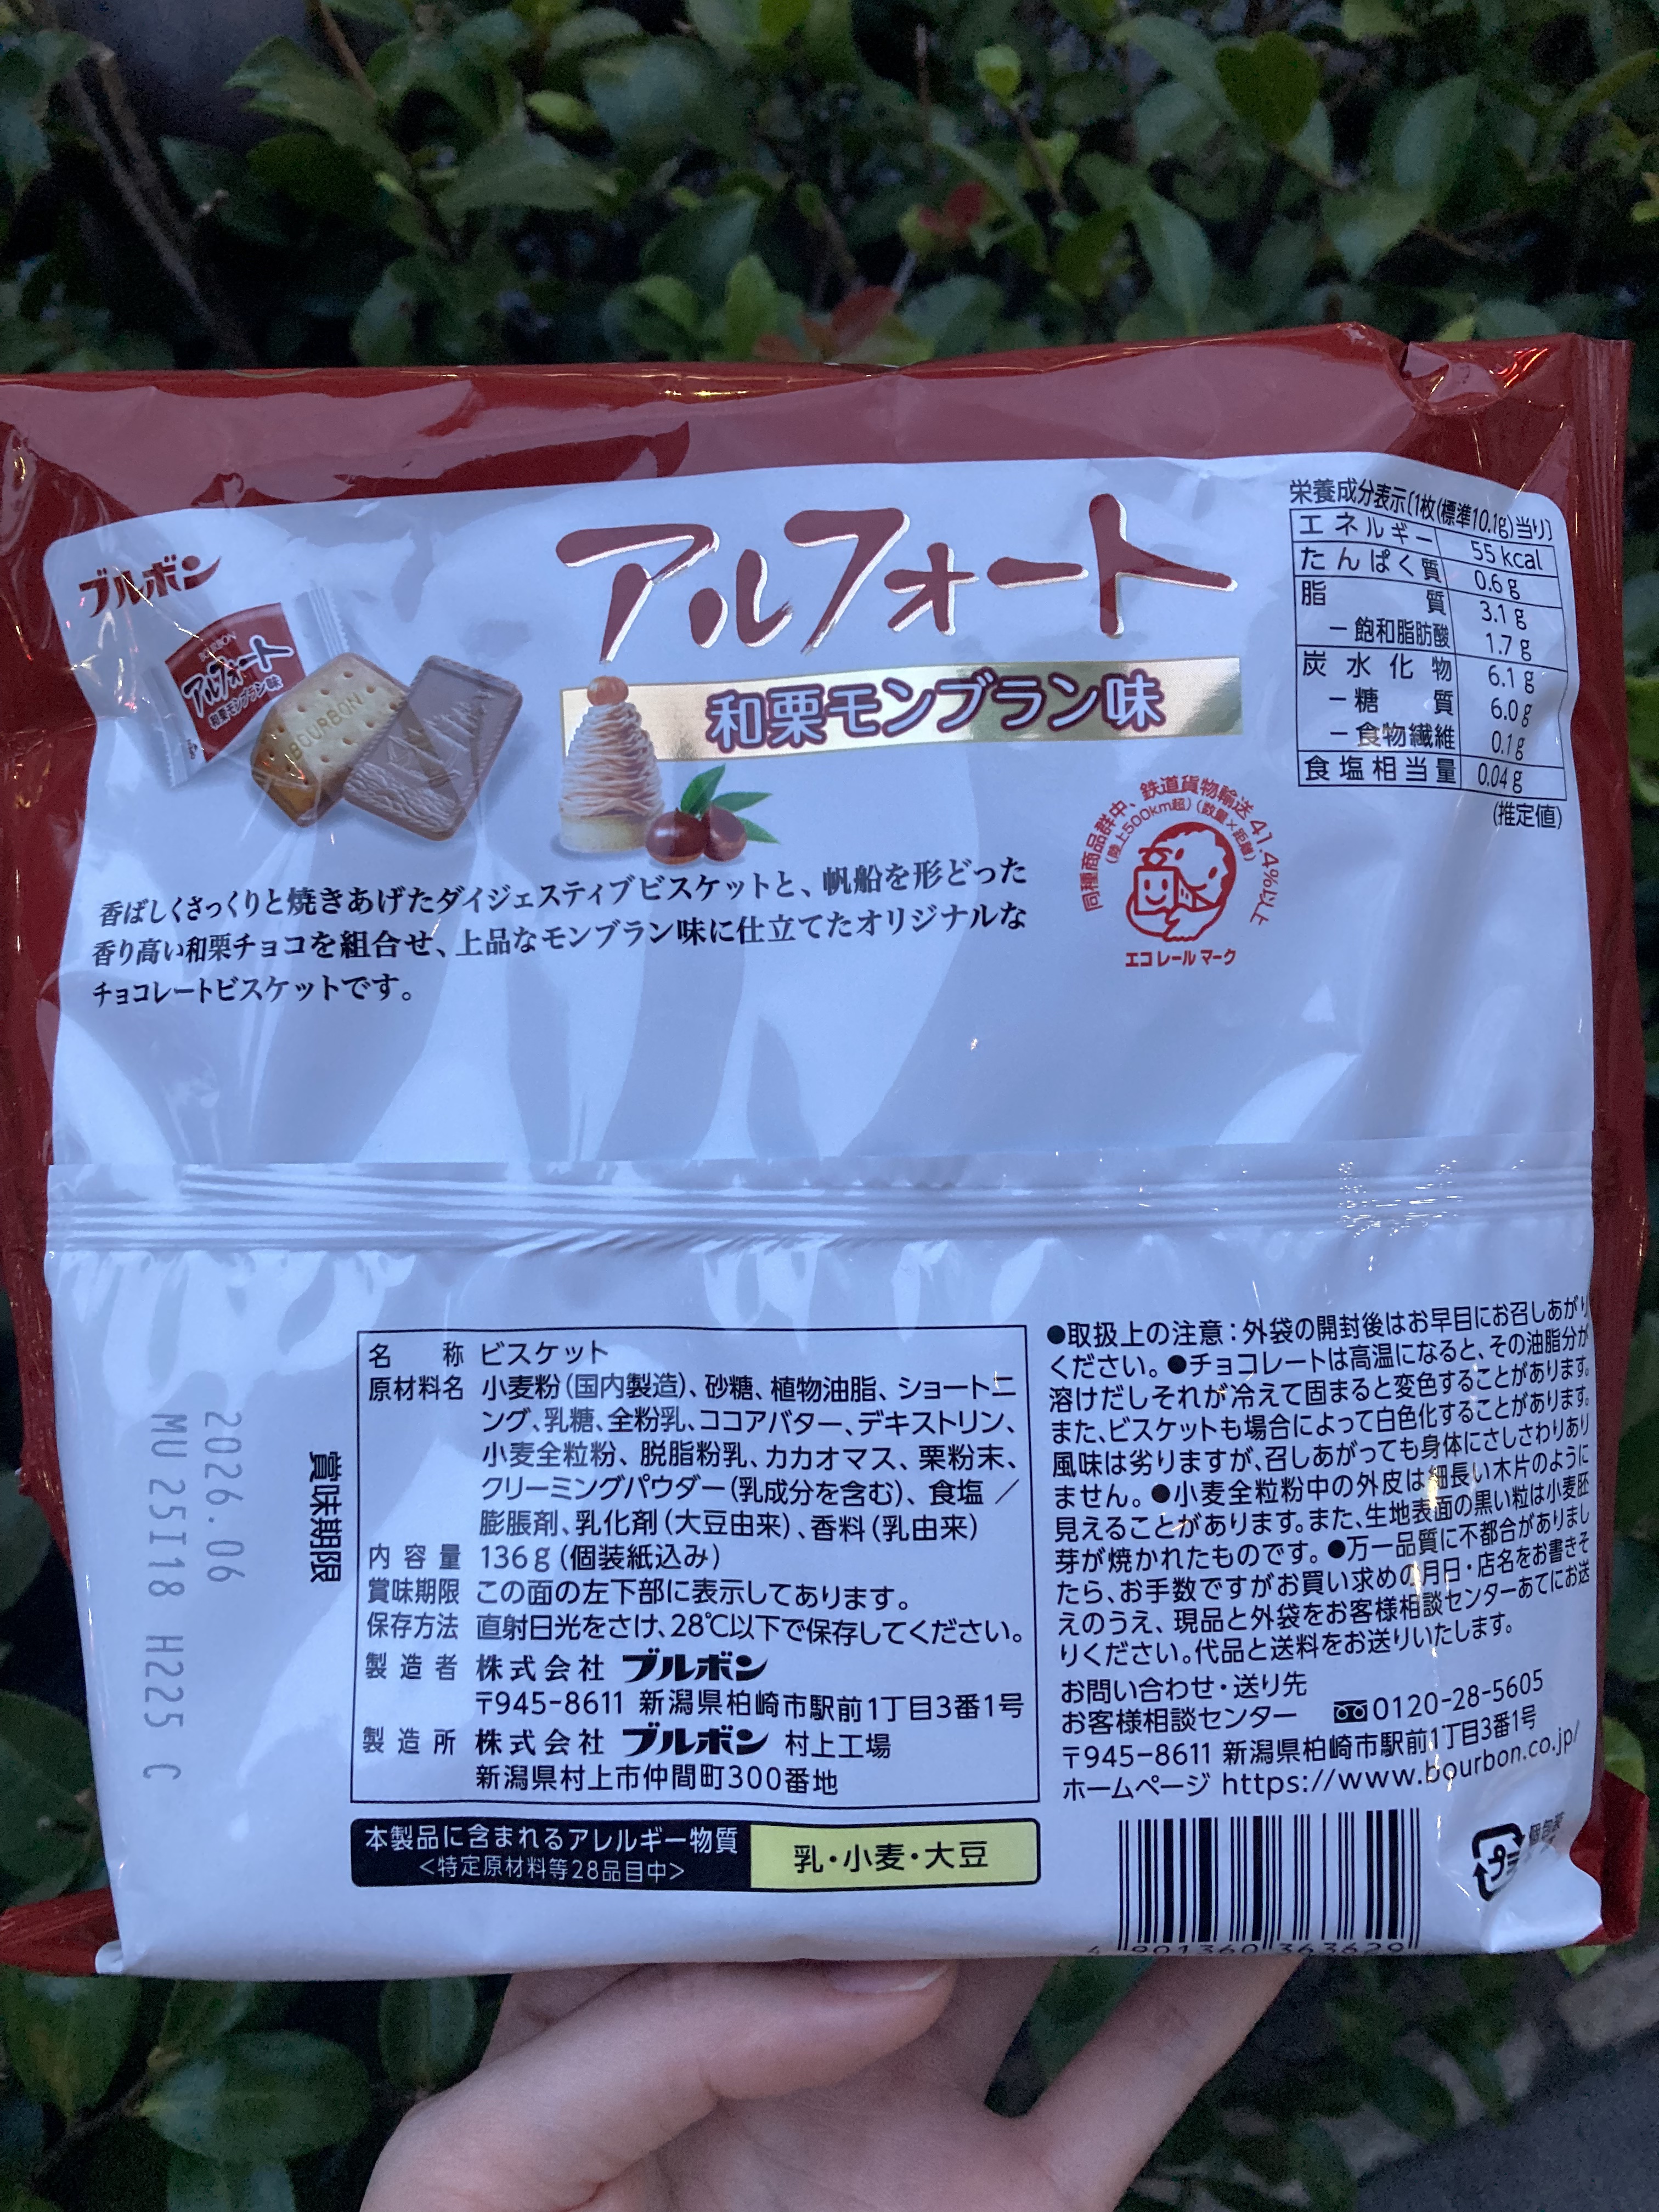 ブルボン
アルフォート
和栗モンブラン味
BOURBON
アルフォート
和栗モンブラン味
BOURBON
香ばしくさっくりと焼きあげたダイジェスティブビスケットと、帆船を形どった
香り高い和栗チョコを組合せ、上品なモンブラン味に仕立てたオリジナルな
チョコレートビスケットです。
栄養成分表示〔1枚(標準10.1g)当り〕
エネルギー 55 kcal
たんぱく質 0.6 g
脂質 3.1 g
－飽和脂肪酸 1.7 g
炭水化物 6.1 g
－糖質 6.0 g
－食物繊維 0.1 g
食塩相当量 0.04 g
(推定値)
同種商品群中、鉄道貨物輸送 41.4%以上
(陸上500km超)(数量×距離)
エコレールマーク
賞味期限
2026.06
MU 25I18 H225 C
名称 ビスケット
原材料名 小麦粉(国内製造)、砂糖、植物油脂、ショートニ
ング、乳糖、全粉乳、ココアバター、デキストリン、
小麦全粒粉、脱脂粉乳、カカオマス、栗粉末、
クリーミングパウダー(乳成分を含む)、食塩／
膨脹剤、乳化剤(大豆由来)、香料(乳由来)
内容量 136g(個装紙込み)
賞味期限 この面の左下部に表示してあります。
保存方法 直射日光をさけ、28℃以下で保存してください。
製造者 株式会社 ブルボン
〒945-8611 新潟県柏崎市駅前1丁目3番1号
製造所 株式会社 ブルボン 村上工場
新潟県村上市仲間町300番地
本製品に含まれるアレルギー物質
<特定原材料等28品目中>
乳・小麦・大豆
●取扱上の注意:外袋の開封後はお早目にお召しあがり
ください。●チョコレートは高温になると、その油脂分が
溶けだしそれが冷えて固まると変色することがあります。
また、ビスケットも場合によって白色化することがあります。
風味は劣りますが、召しあがっても身体にさしさわりあり
ません。●小麦全粒粉中の外皮は細長い木片のように
見えることがあります。また、生地表面の黒い粒は小麦胚
芽が焼かれたものです。●万一品質に不都合がありまし
たら、お手数ですがお買い求めの月日・店名をお書きそ
えのうえ、現品と外袋をお客様相談センターあてにお送
りください。代品と送料をお送りいたします。
お問い合わせ・送り先
お客様相談センター 0120-28-5605
〒945-8611 新潟県柏崎市駅前1丁目3番1号
ホームページ https://www.bourbon.co.jp/
4 901360 363629